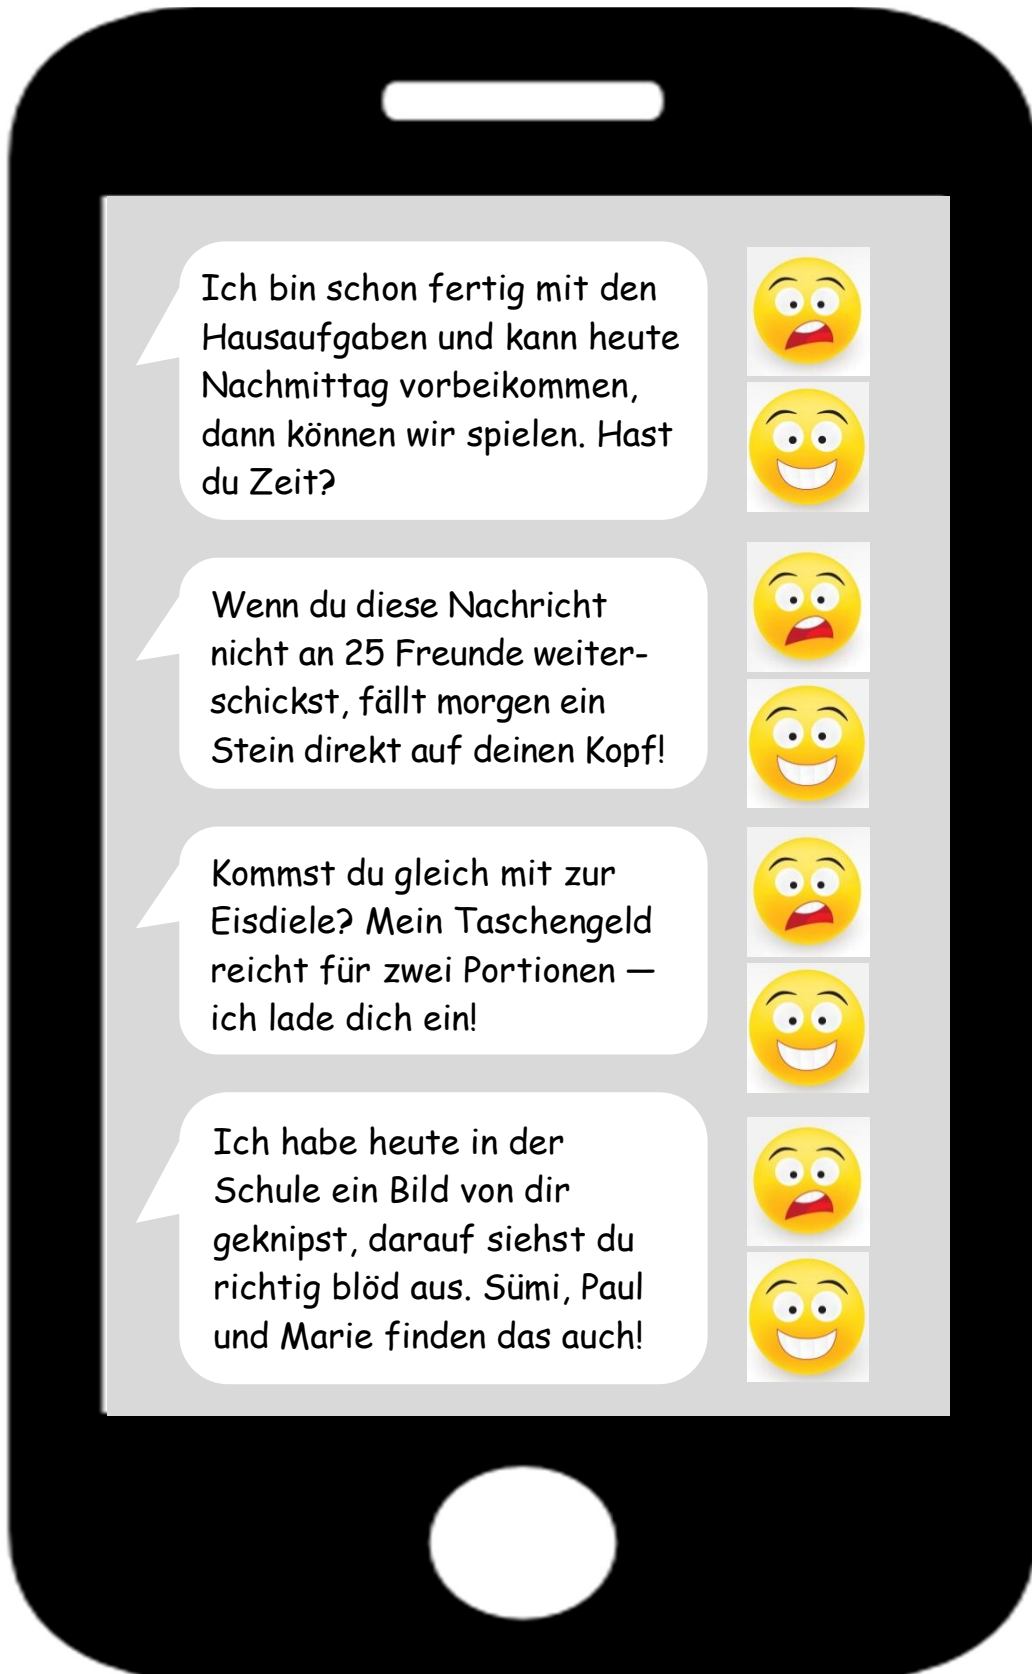 Ich bin schon fertig mit den
Hausaufgaben und kann heute
Nachmittag vorbeikommen,
dann können wir spielen. Hast
du Zeit?
Wenn du diese Nachricht
nicht an 25 Freunde weiter-
schickst, fällt morgen ein
Stein direkt auf deinen Kopf!
Kommst du gleich mit zur
Eisdiele? Mein Taschengeld
reicht für zwei Portionen —
ich lade dich ein!
Ich habe heute in der
Schule ein Bild von dir
geknipst, darauf siehst du
richtig blöd aus. Sümi, Paul
und Marie finden das auch!